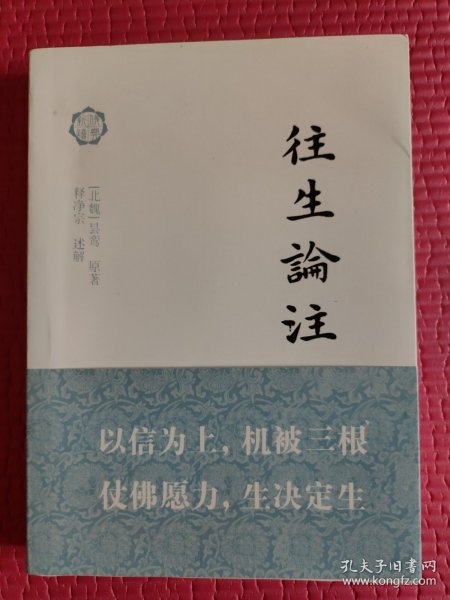 往生論注
[北魏]昙鸾 原著
释净宗 述解
以信为上，机被三根
仗佛愿力，生决定生
孔夫子旧书网
www.kongfz.com